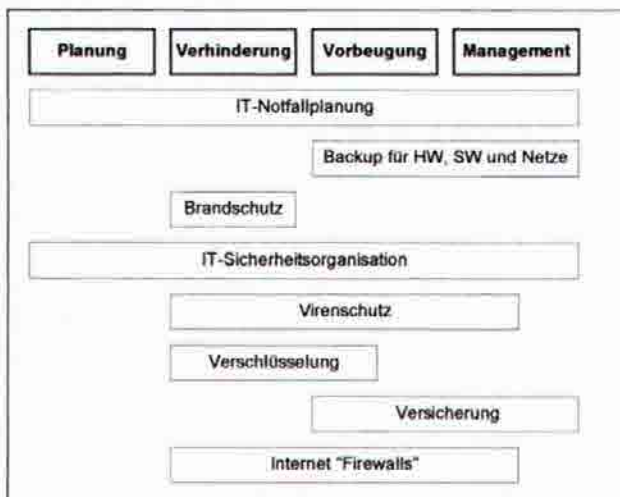 Planung Verhinderung Vorbeugung Management
IT-Notfallplanung
Backup für HW, SW und Netze
Brandschutz
IT-Sicherheitsorganisation
Virenschutz
Verschlüsselung
Versicherung
Internet "Firewalls"